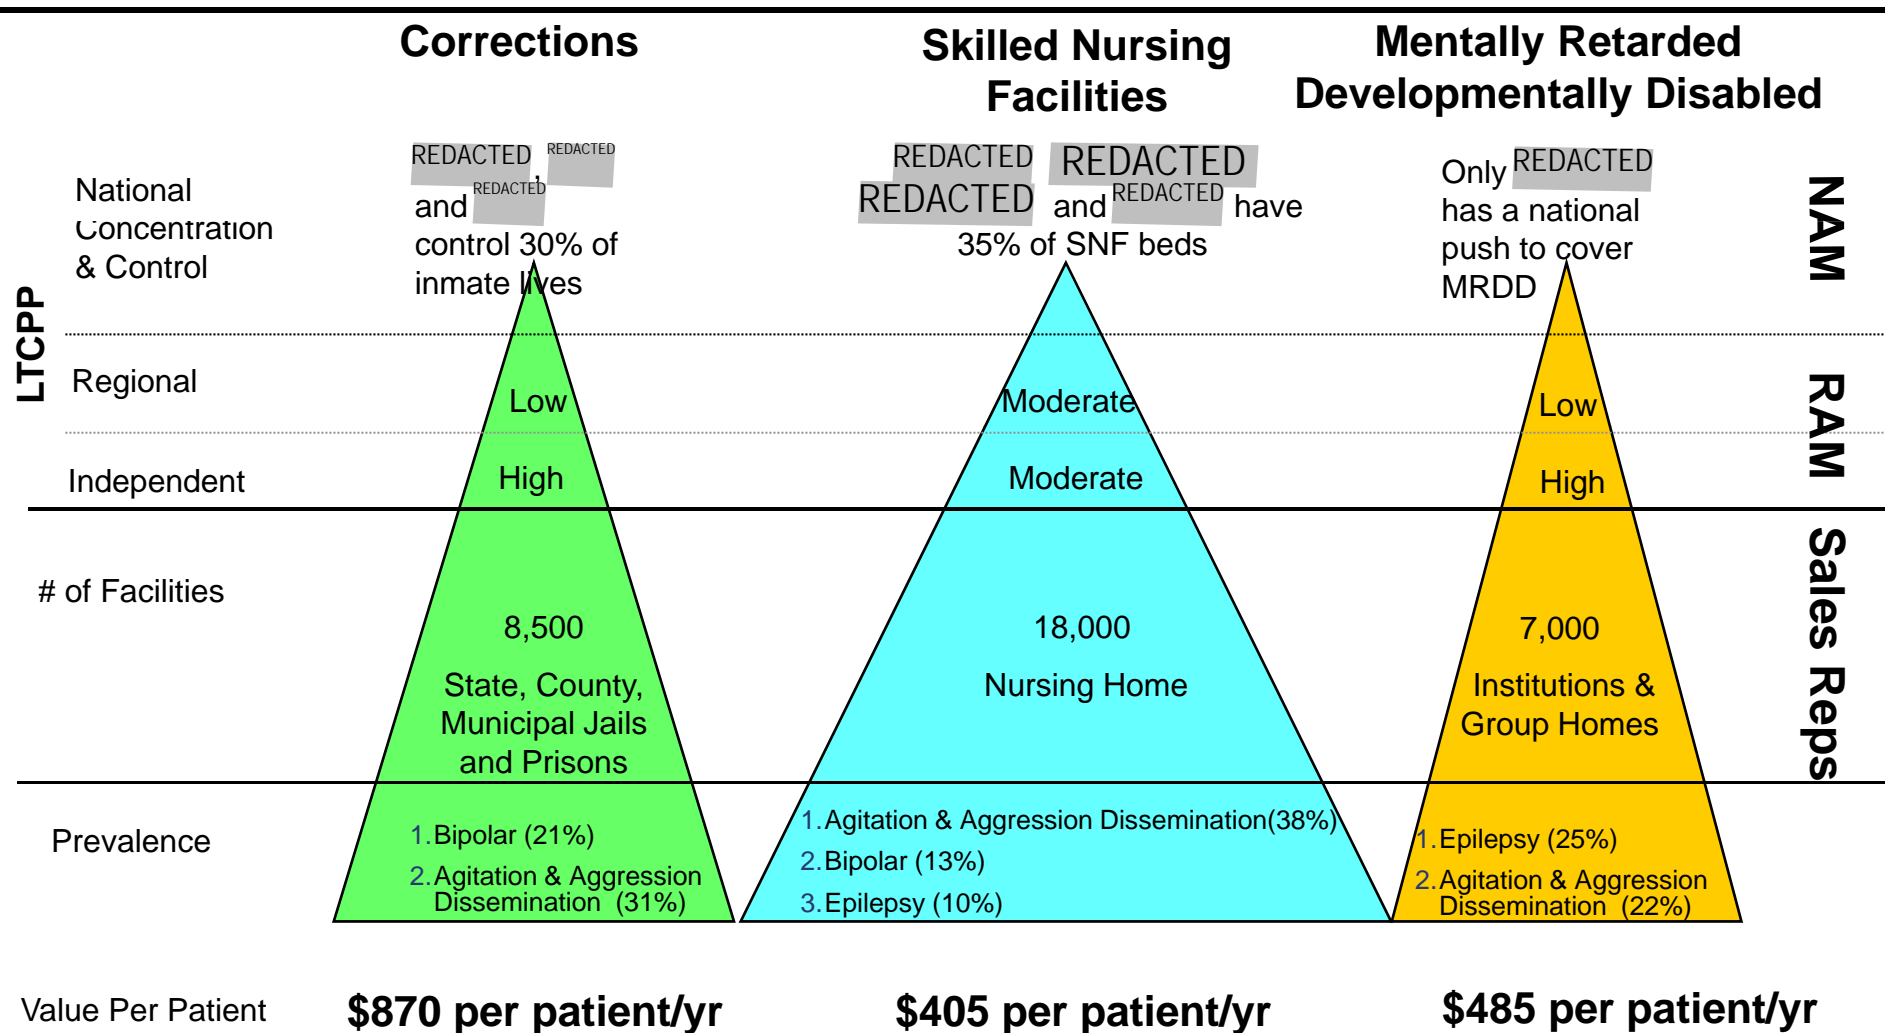 Corrections
Skilled Nursing
Facilities
Mentally Retarded
Developmentally Disabled
LTCPP
National
Concentration
& Control
REDACTED, REDACTED
and REDACTED
control 30% of
inmate lives
REDACTED REDACTED
REDACTED and REDACTED have
35% of SNF beds
Only REDACTED
has a national
push to cover
MRDD
NAM
Regional
Low
Moderate
Low
RAM
Independent
High
Moderate
High
# of Facilities
8,500
State, County,
Municipal Jails
and Prisons
18,000
Nursing Home
7,000
Institutions &
Group Homes
Sales Reps
Prevalence
1.Bipolar (21%)
2.Agitation & Aggression
Dissemination (31%)
1.Agitation & Aggression Dissemination(38%)
2.Bipolar (13%)
3.Epilepsy (10%)
1.Epilepsy (25%)
2.Agitation & Aggression
Dissemination (22%)
Value Per Patient
$870 per patient/yr
$405 per patient/yr
$485 per patient/yr